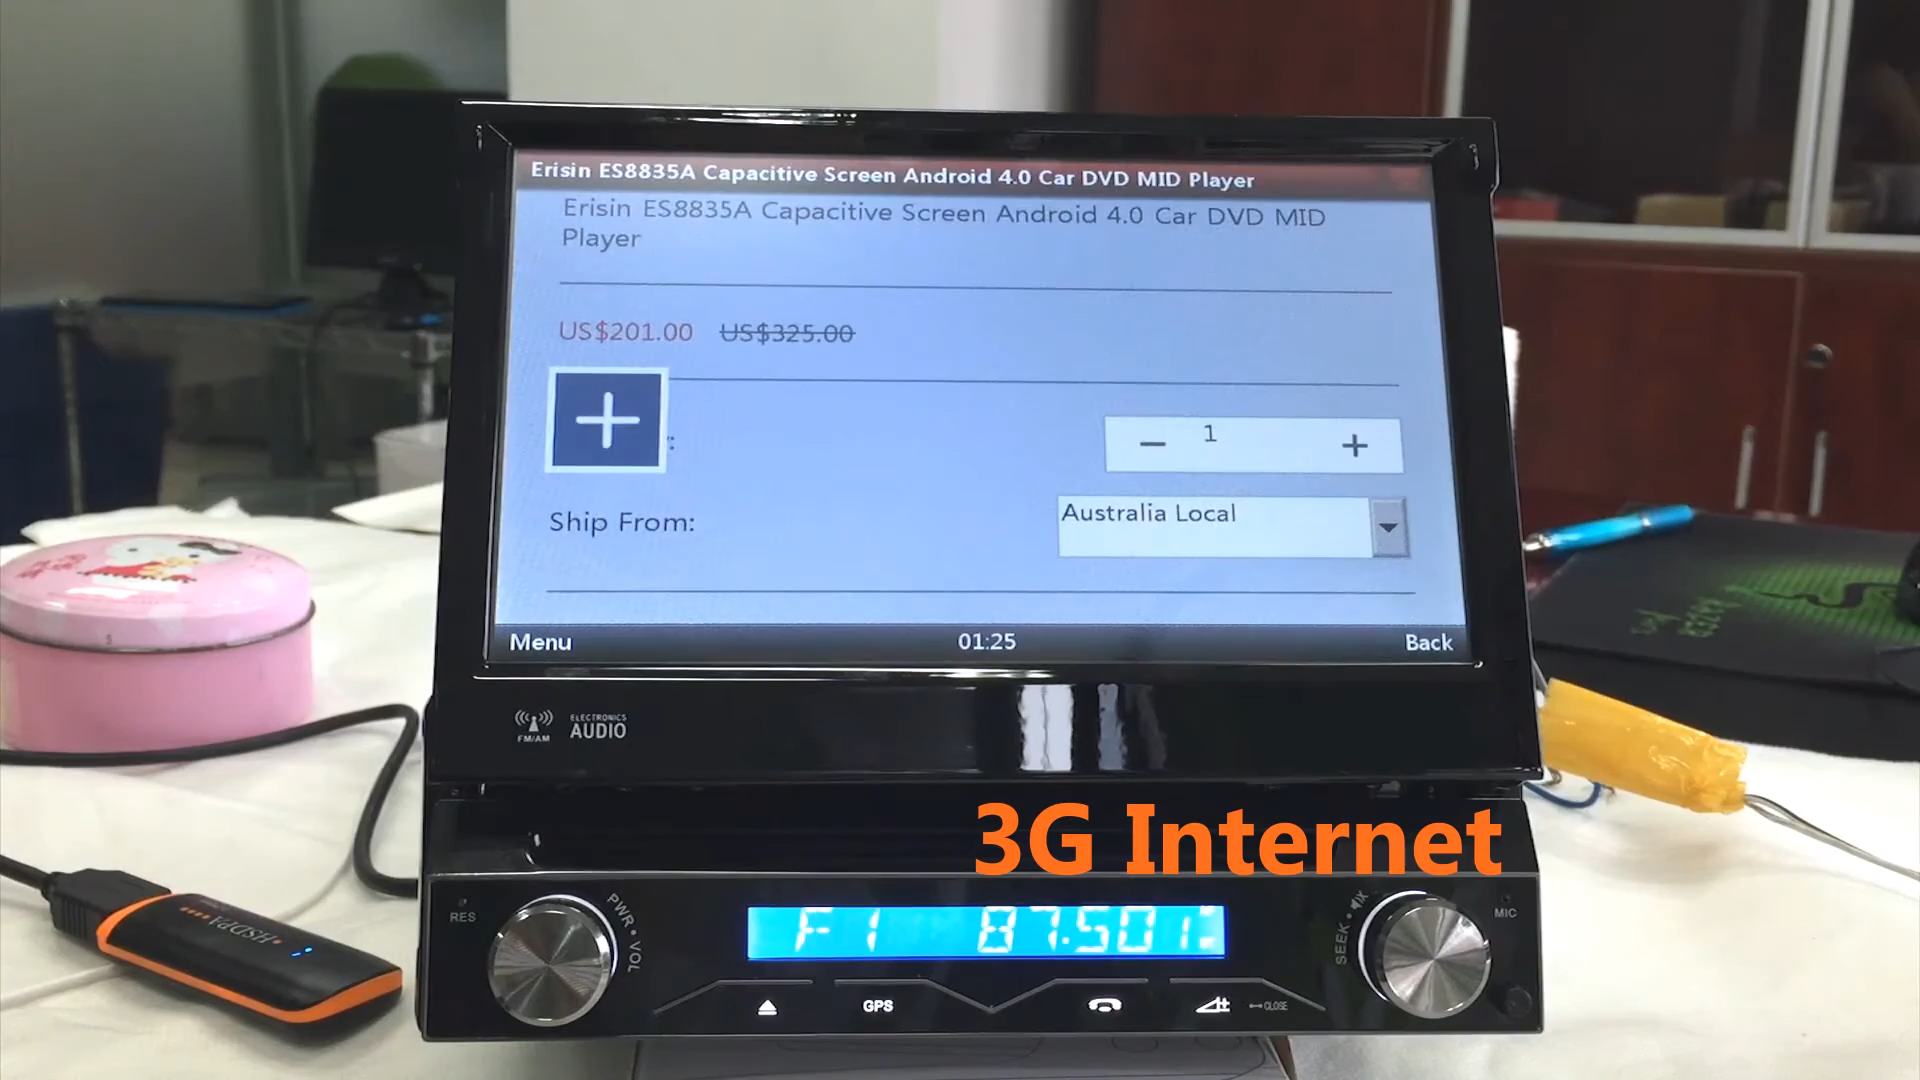 Erisin ES8835A Capacitive Screen Android 4.0 Car DVD MID Player
Erisin ES8835A Capacitive Screen Android 4.0 Car DVD MID
Player
US$201.00 US$325.00
+
:
− 1 +
Ship From:
Australia Local
Menu 01:25 Back
FM/AM
ELECTRONICS
AUDIO
3G Internet
RES
PWR • VOL
F1 87.50
SEEK •
MIC
GPS
CLOSE
HSDPA